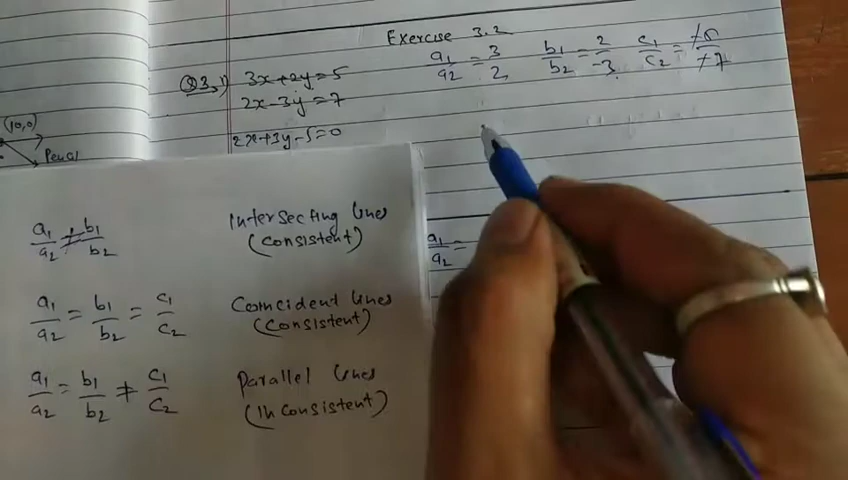 Exercise 3.2
Q3,1) 3x+2y=5 a₁/a₂ = 3/2 b₁/b₂ = 2/-3 c₁/c₂ = -5/-7
2x-3y=7
2x+3y-5=0
(10,0)
Pencil
a₁/a₂ =
a₁/a₂ ≠ b₁/b₂ Intersecting lines
(Consistent)
a₁/a₂ = b₁/b₂ = c₁/c₂ Coincident lines
(Consistent)
a₁/a₂ = b₁/b₂ ≠ c₁/c₂ Parallel lines
(Inconsistent)